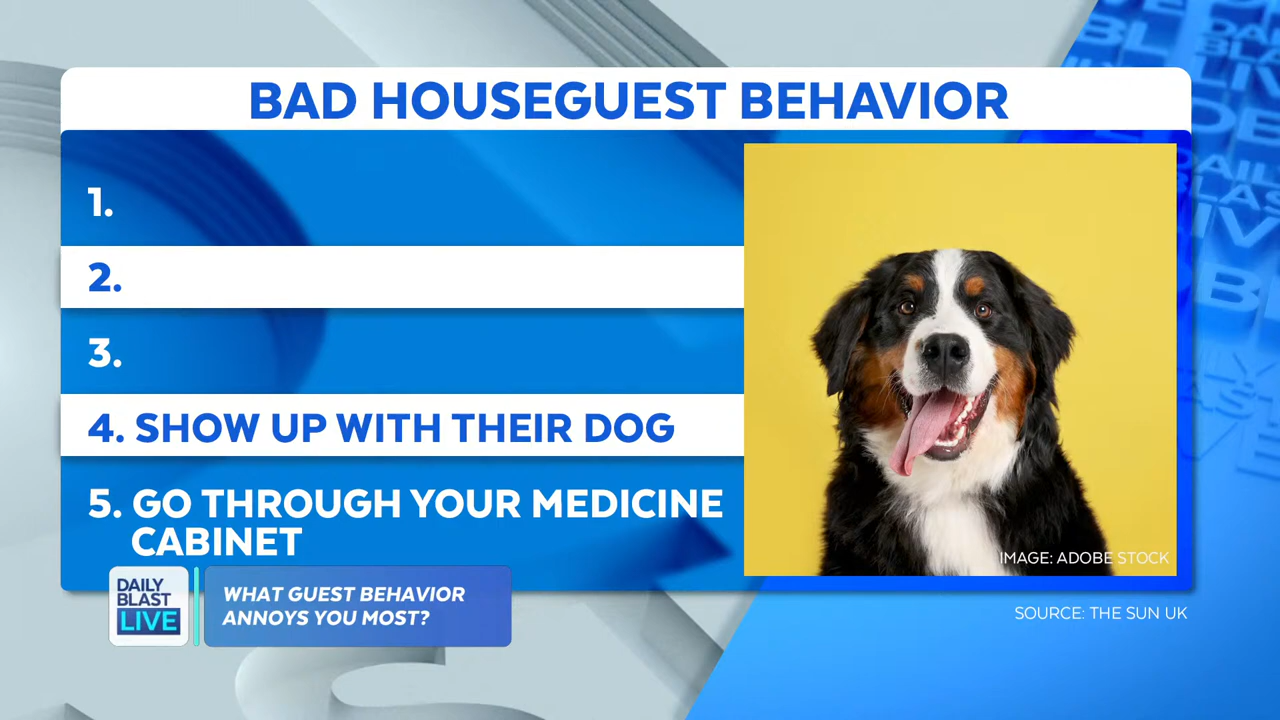 BAD HOUSEGUEST BEHAVIOR
1.
2.
3.
4. SHOW UP WITH THEIR DOG
5. GO THROUGH YOUR MEDICINE
CABINET
IMAGE: ADOBE STOCK
DAILY
BLAST
LIVE
WHAT GUEST BEHAVIOR
ANNOYS YOU MOST?
SOURCE: THE SUN UK